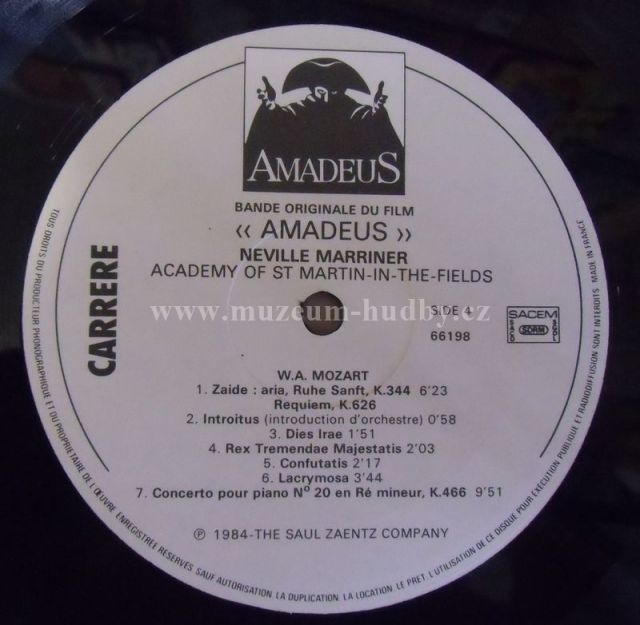 AMADEUS
BANDE ORIGINALE DU FILM
« AMADEUS »
NEVILLE MARRINER
ACADEMY OF ST MARTIN-IN-THE-FIELDS
CARRERE
www.muzeum-hudby.cz
SIDE 4
66198
SACEM
SACD SDRM SGDL
W.A. MOZART
1. Zaide : aria, Ruhe Sanft, K.344 6'23
Requiem, K.626
2. Introitus (introduction d'orchestre) 0'58
3. Dies Irae 1'51
4. Rex Tremendae Majestatis 2'03
5. Confutatis 2'17
6. Lacrymosa 3'44
7. Concerto pour piano Nº 20 en Ré mineur, K.466 9'51
℗ 1984-THE SAUL ZAENTZ COMPANY
TOUS DROITS DU PRODUCTEUR PHONOGRAPHIQUE ET DU PROPRIETAIRE DE L'ŒUVRE ENREGISTREE RESERVES. SAUF AUTORISATION. LA DUPLICATION. LA LOCATION. LE PRET. L'UTILISATION DE CE DISQUE POUR EXECUTION PUBLIQUE ET RADIODIFFUSION SONT INTERDITS MADE IN FRANCE